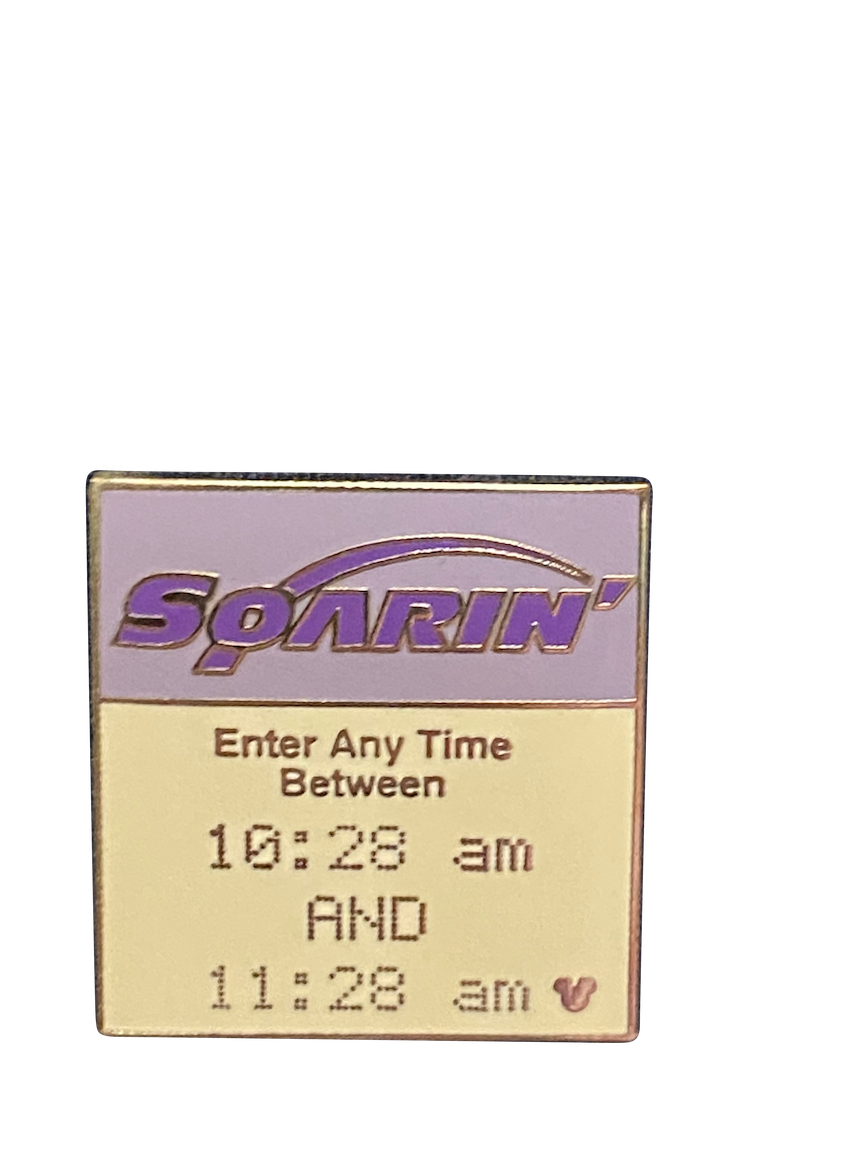 SOARIN'
Enter Any Time
Between
10:28 am
AND
11:28 am